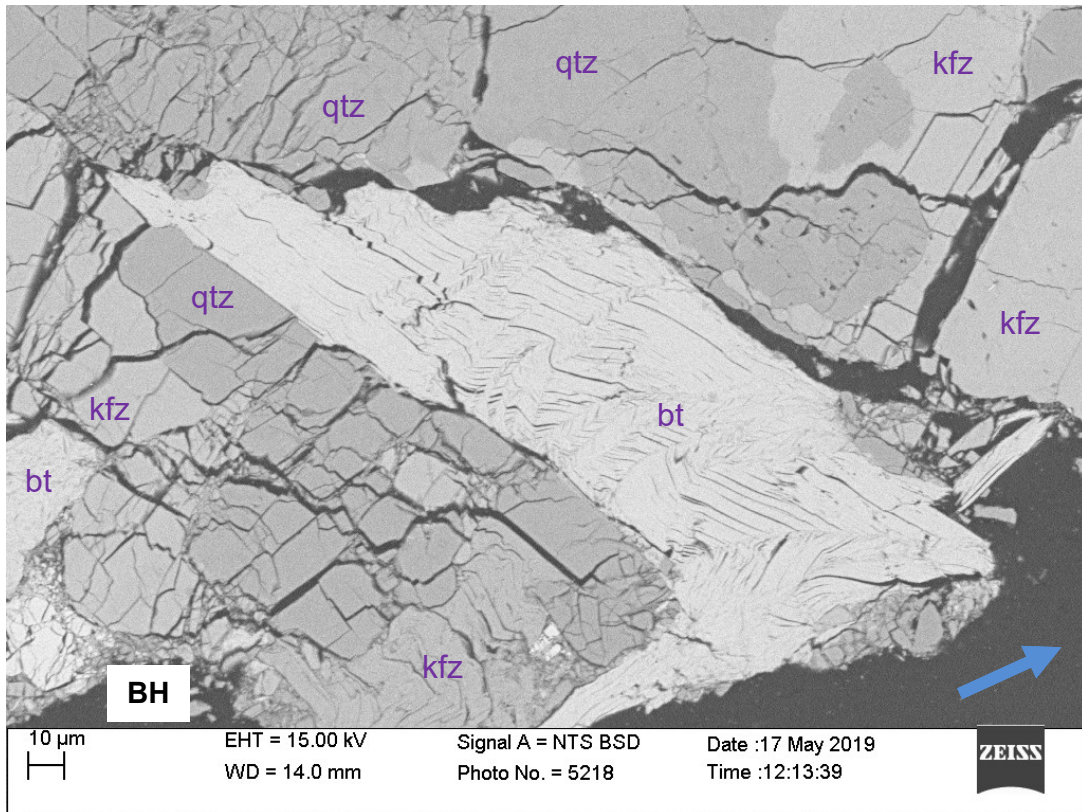 qtz
kfz
qtz
qtz
kfz
kfz
bt
bt
kfz
BH
10 µm
EHT = 15.00 kV
Signal A = NTS BSD
Date :17 May 2019
WD = 14.0 mm
Photo No. = 5218
Time :12:13:39
ZEISS